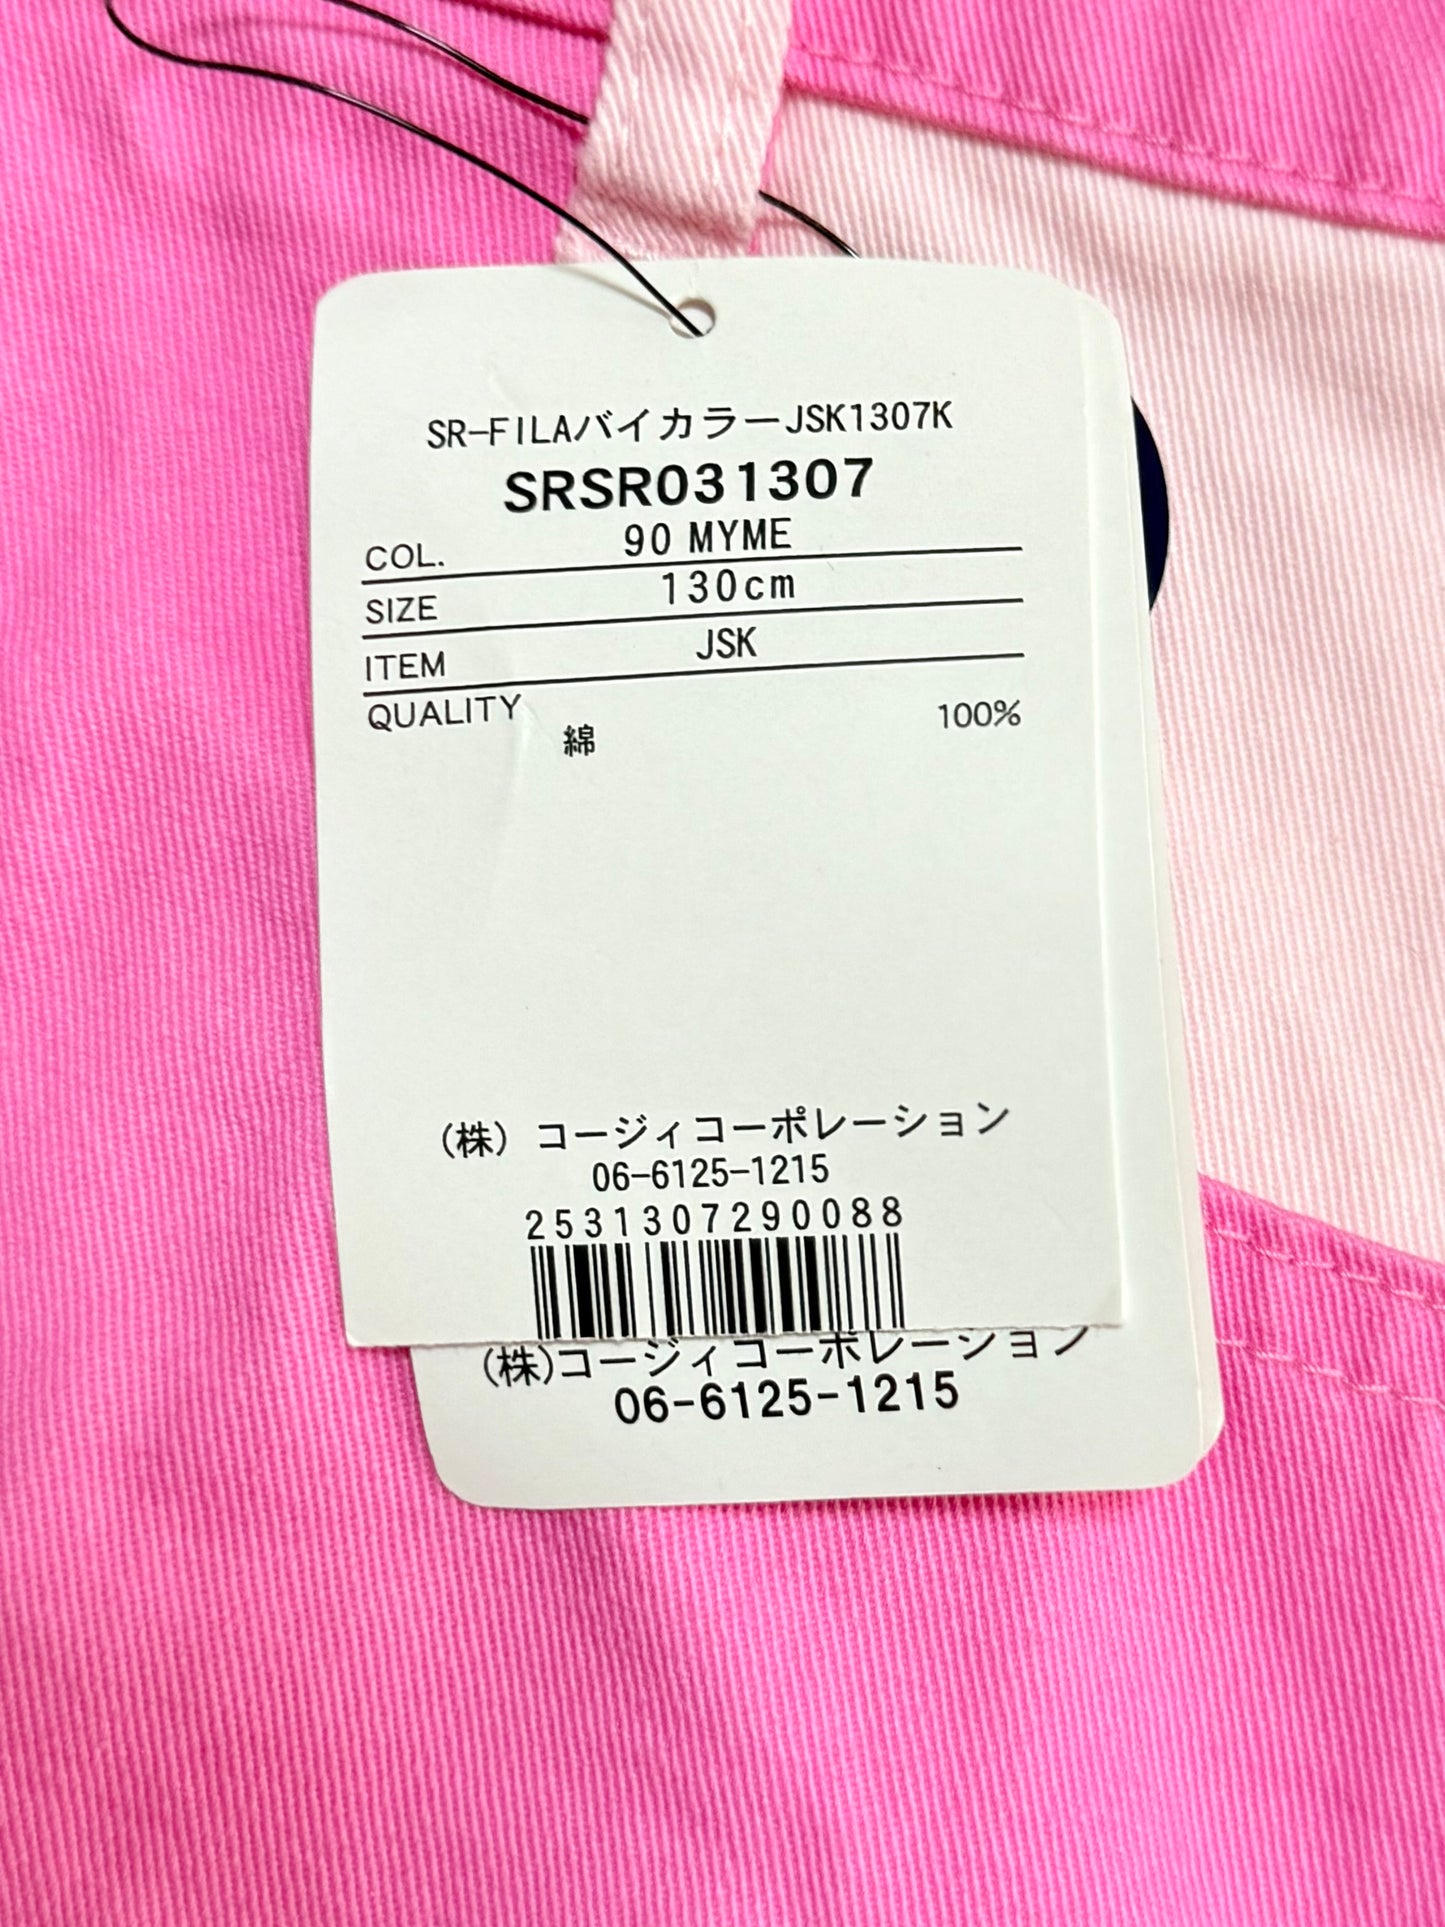 SR-FILAバイカラーJSK1307K
SRSR031307
COL. 90 MYME
SIZE 130cm
ITEM JSK
QUALITY
綿 100%
(株) コージィコーポレーション
06-6125-1215
2531307290088
(株)コージィコーポレーション
06-6125-1215